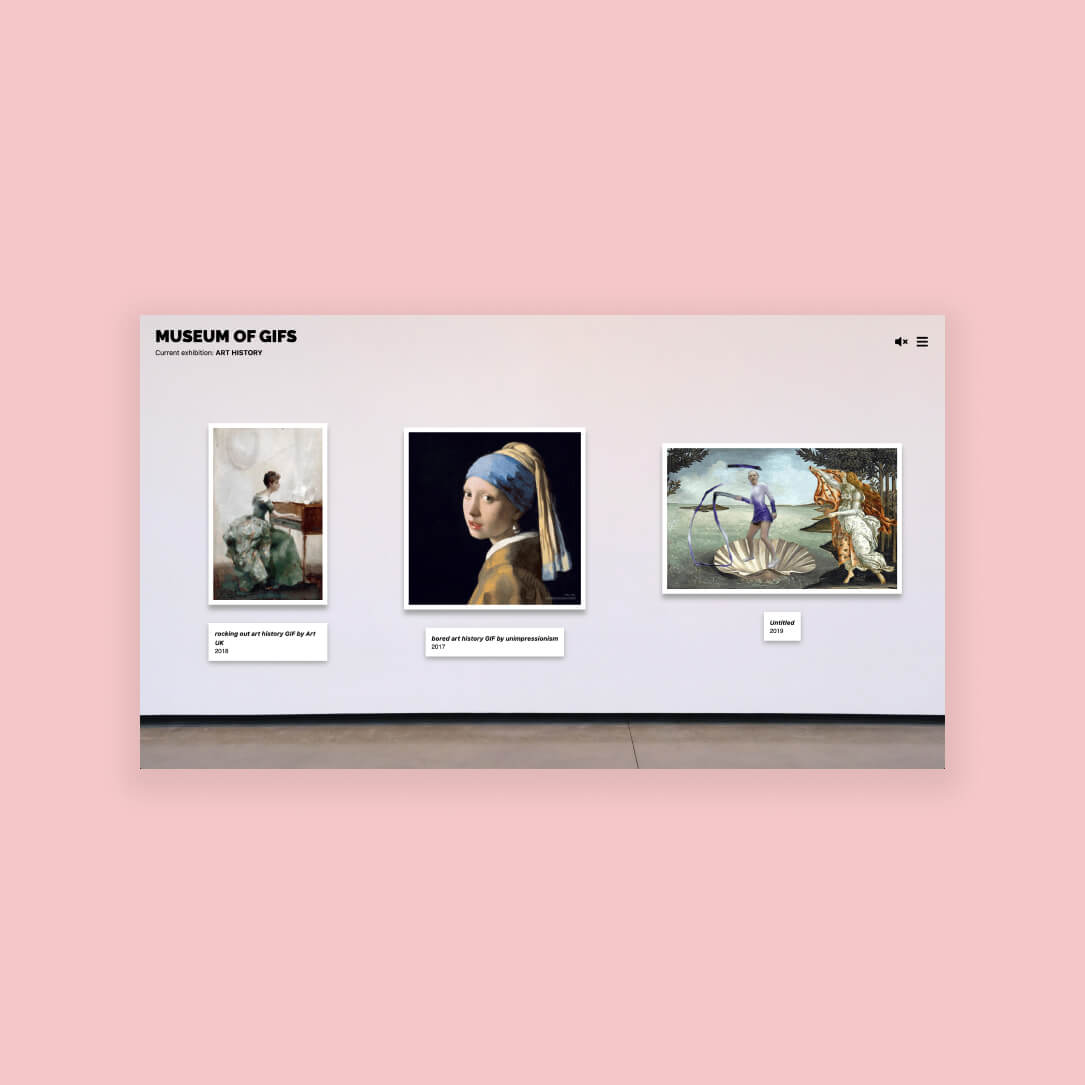 MUSEUM OF GIFS
Current exhibition: ART HISTORY
rocking out art history GIF by Art
UK
2018
bored art history GIF by unimpressionism
2017
Untitled
2019